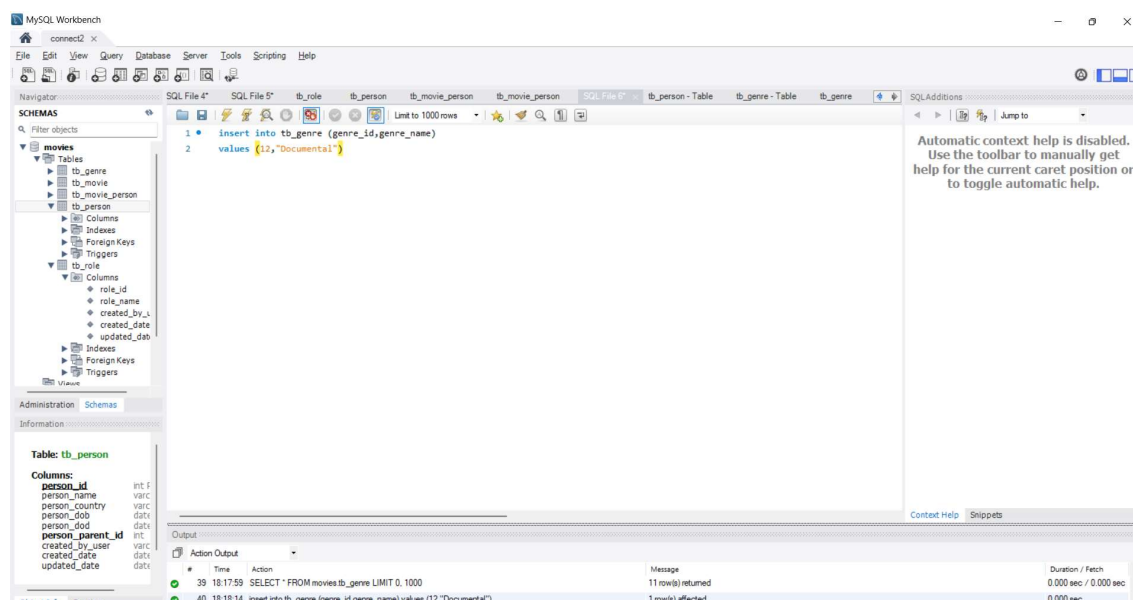 MySQL Workbench
connect2
File Edit View Query Database Server Tools Scripting Help
Navigator
SCHEMAS
Filter objects
movies
Tables
tb_genre
tb_movie
tb_movie_person
tb_person
Columns
Indexes
Foreign Keys
Triggers
tb_role
Columns
role_id
role_name
created_by_u
created_date
updated_dat
Indexes
Foreign Keys
Triggers
Views
Administration Schemas
Information
Table: tb_person
Columns:
person_id int
person_name varc
person_country varc
person_dob date
person_dod date
person_parent_id int
created_by_user varc
created_date date
updated_date date
SQL File 4* SQL File 5* tb_role tb_person tb_movie_person tb_movie_person SQL File 6* tb_person - Table tb_genre - Table tb_genre
Limit to 1000 rows
1 insert into tb_genre (genre_id,genre_name)
2 values (12,"Documental")
Output
Action Output
# Time Action Message Duration / Fetch
39 18:17:59 SELECT * FROM movies.tb_genre LIMIT 0, 1000 11 row(s) returned 0.000 sec / 0.000 sec
40 18:18:14 insert into tb_genre (genre_id,genre_name) values (12,"Documental") 1 row(s) affected 0.000 sec
SQLAdditions
Jump to
Automatic context help is disabled.
Use the toolbar to manually get
help for the current caret position or
to toggle automatic help.
Context Help Snippets